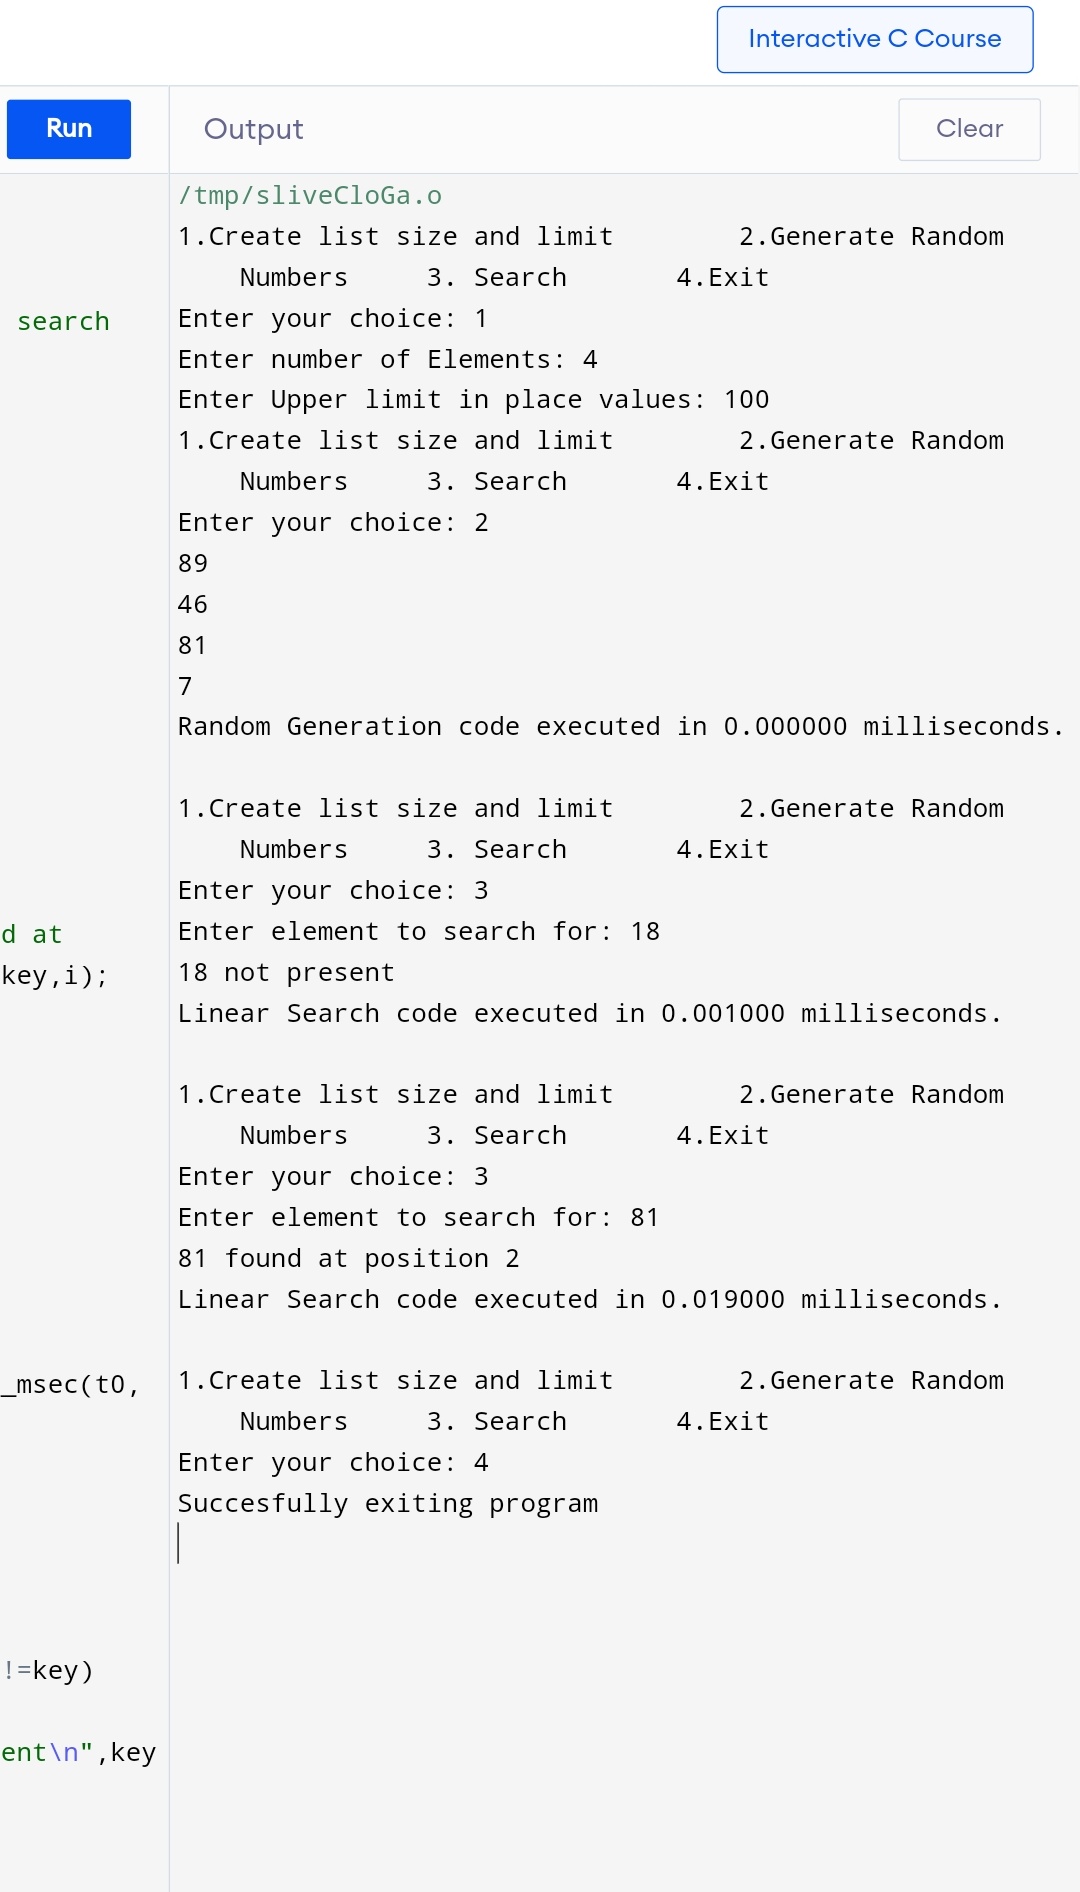 Interactive C Course
Run
Output
Clear
/tmp/sliveCloGa.o
1.Create list size and limit 2.Generate Random
Numbers 3. Search 4.Exit
search
Enter your choice: 1
Enter number of Elements: 4
Enter Upper limit in place values: 100
1.Create list size and limit 2.Generate Random
Numbers 3. Search 4.Exit
Enter your choice: 2
89
46
81
7
Random Generation code executed in 0.000000 milliseconds.
1.Create list size and limit 2.Generate Random
Numbers 3. Search 4.Exit
Enter your choice: 3
d at
Enter element to search for: 18
key,i);
18 not present
Linear Search code executed in 0.001000 milliseconds.
1.Create list size and limit 2.Generate Random
Numbers 3. Search 4.Exit
Enter your choice: 3
Enter element to search for: 81
81 found at position 2
Linear Search code executed in 0.019000 milliseconds.
_msec(t0,
1.Create list size and limit 2.Generate Random
Numbers 3. Search 4.Exit
Enter your choice: 4
Succesfully exiting program
!=key)
ent\n",key